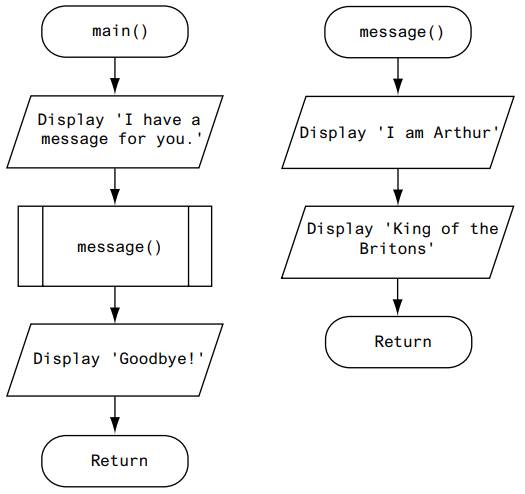 main()
Display 'I have a
message for you.'
message()
Display 'Goodbye!'
Return
message()
Display 'I am Arthur'
Display 'King of the
Britons'
Return